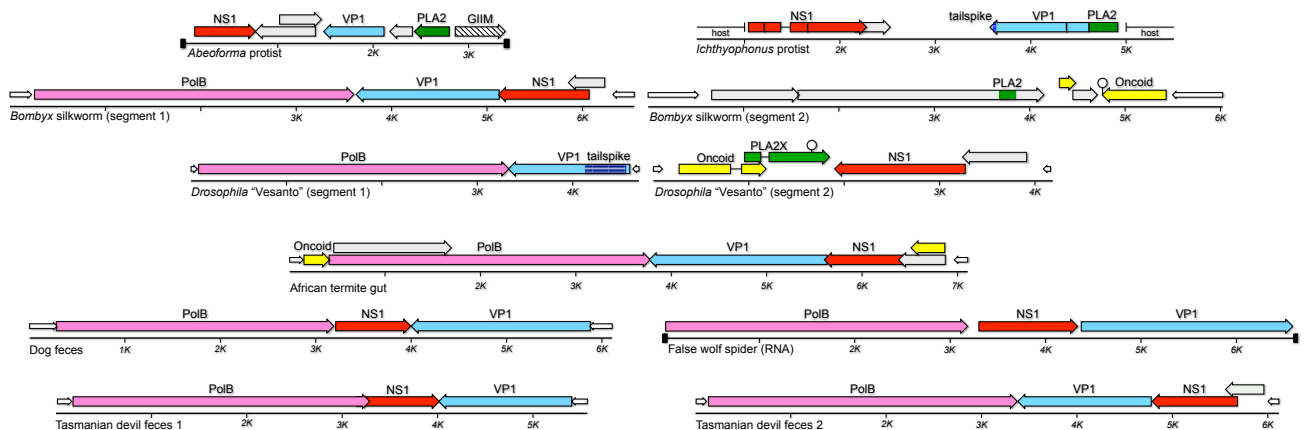 NS1 VP1 PLA2 GIIM
2K 3K
Abeoforma protist
NS1 tailspike VP1 PLA2
host host
2K 3K 4K 5K
Ichthyophonus protist
PolB VP1 NS1
2K 3K 4K 5K 6K
Bombyx silkworm (segment 1)
PLA2 Oncoid
2K 3K 4K 5K 6K
Bombyx silkworm (segment 2)
PolB VP1 tailspike
3K 4K
Drosophila “Vesanto” (segment 1)
Oncoid PLA2X NS1
3K 4K
Drosophila “Vesanto” (segment 2)
Oncoid PolB VP1 NS1
2K 3K 4K 5K 6K 7K
African termite gut
PolB NS1 VP1
Dog feces 1K 2K 3K 4K 5K 6K
PolB NS1 VP1
False wolf spider (RNA) 2K 3K 4K 5K 6K
PolB NS1 VP1
2K 3K 4K 5K
Tasmanian devil feces 1
PolB VP1 NS1
2K 3K 4K 5K 6K
Tasmanian devil feces 2